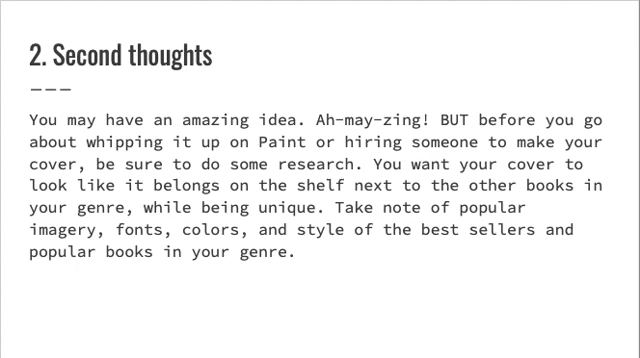 2. Second thoughts
You may have an amazing idea. Ah-may-zing! BUT before you go
about whipping it up on Paint or hiring someone to make your
cover, be sure to do some research. You want your cover to
look like it belongs on the shelf next to the other books in
your genre, while being unique. Take note of popular
imagery, fonts, colors, and style of the best sellers and
popular books in your genre.